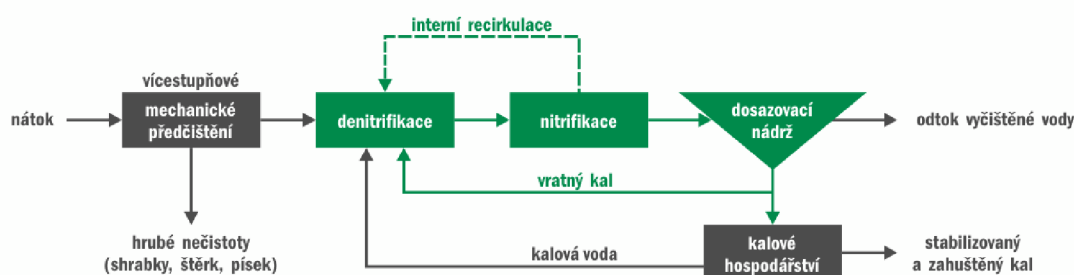 interní recirkulace
vícestupňové
nátok
mechanické
předčištění
denitrifikace
nitrifikace
dosazovací
nádrž
odtok vyčištěné vody
vratný kal
hrubé nečistoty
(shrabky, štěrk, písek)
kalová voda
kalové
hospodářství
stabilizovaný
a zahuštěný kal